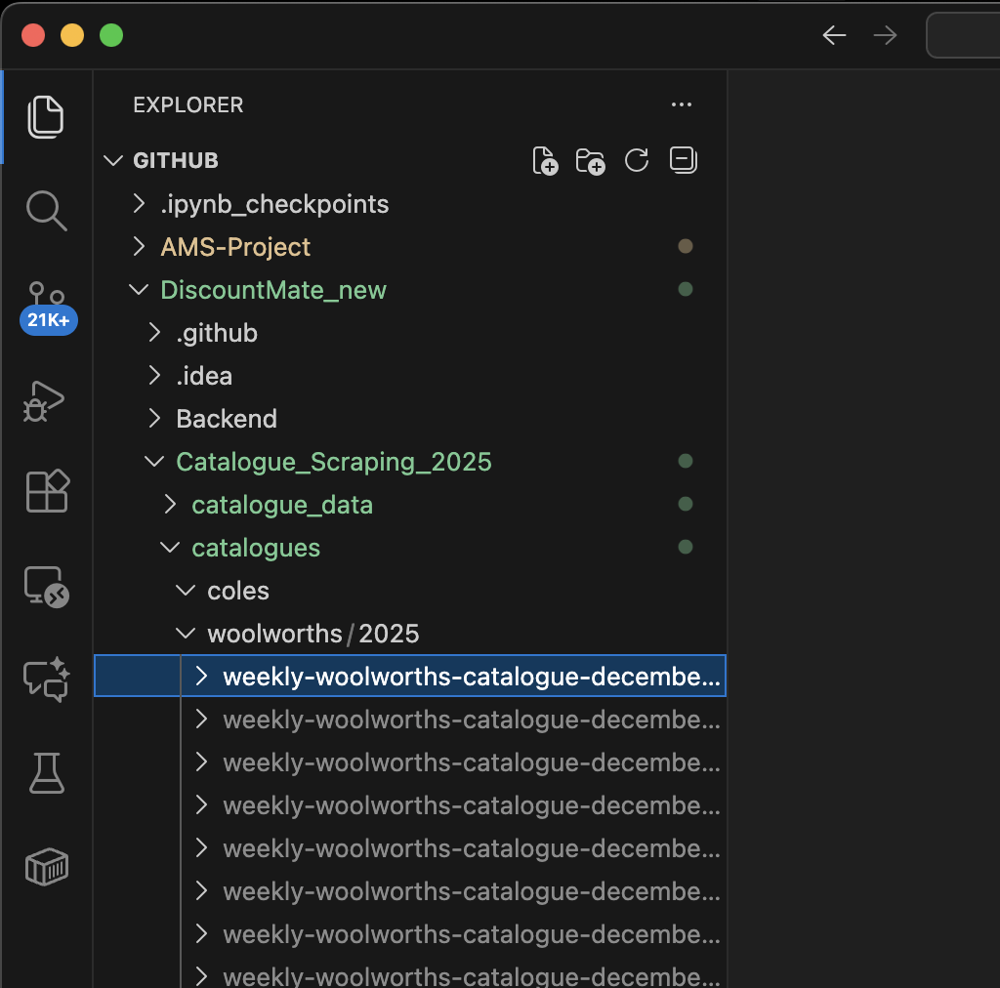 EXPLORER
GITHUB
.ipynb_checkpoints
AMS-Project
DiscountMate_new
21K+
.github
.idea
Backend
Catalogue_Scraping_2025
catalogue_data
catalogues
coles
woolworths/2025
weekly-woolworths-catalogue-decembe...
weekly-woolworths-catalogue-decembe...
weekly-woolworths-catalogue-decembe...
weekly-woolworths-catalogue-decembe...
weekly-woolworths-catalogue-decembe...
weekly-woolworths-catalogue-decembe...
weekly-woolworths-catalogue-decembe...
weekly-woolworths-catalogue-decembe...